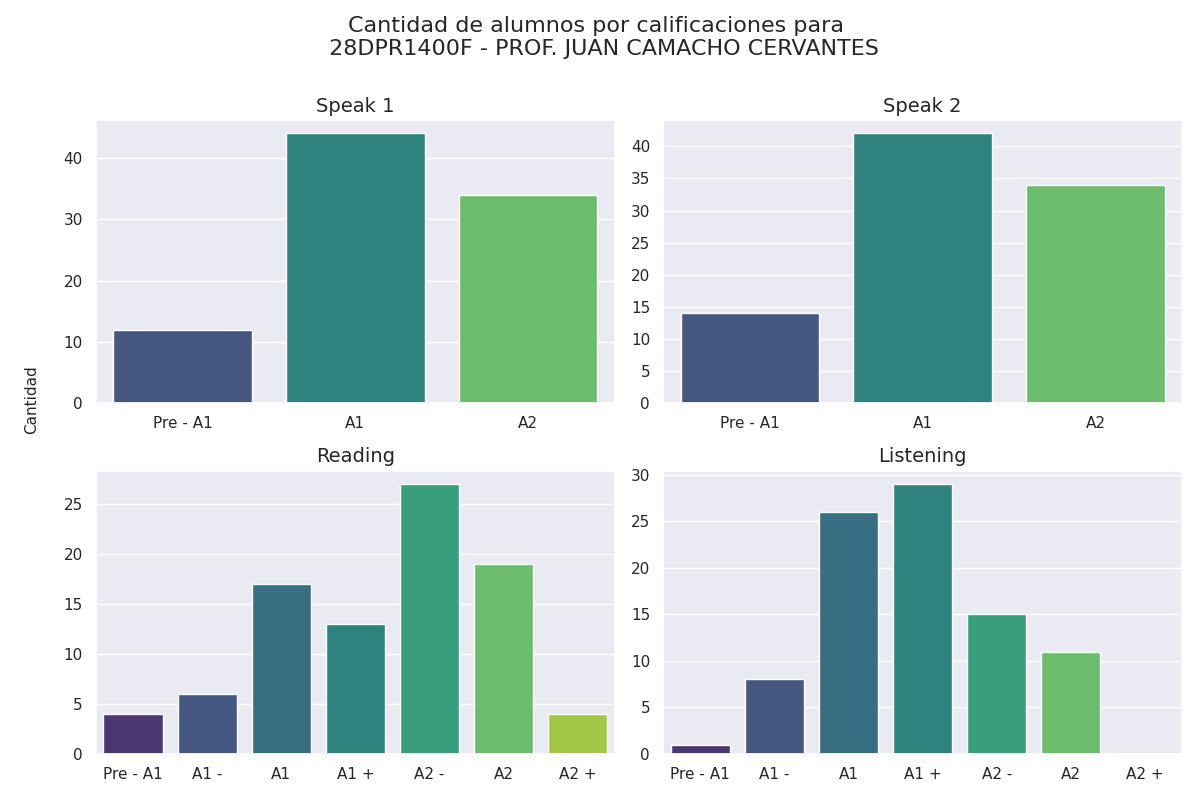 Cantidad de alumnos por calificaciones para
28DPR1400F - PROF. JUAN CAMACHO CERVANTES
Cantidad
Speak 1
40
30
20
10
0
Pre - A1 A1 A2
Speak 2
40
35
30
25
20
15
10
5
0
Pre - A1 A1 A2
Reading
25
20
15
10
5
0
Pre - A1 A1 - A1 A1 + A2 - A2 A2 +
Listening
30
25
20
15
10
5
0
Pre - A1 A1 - A1 A1 + A2 - A2 A2 +